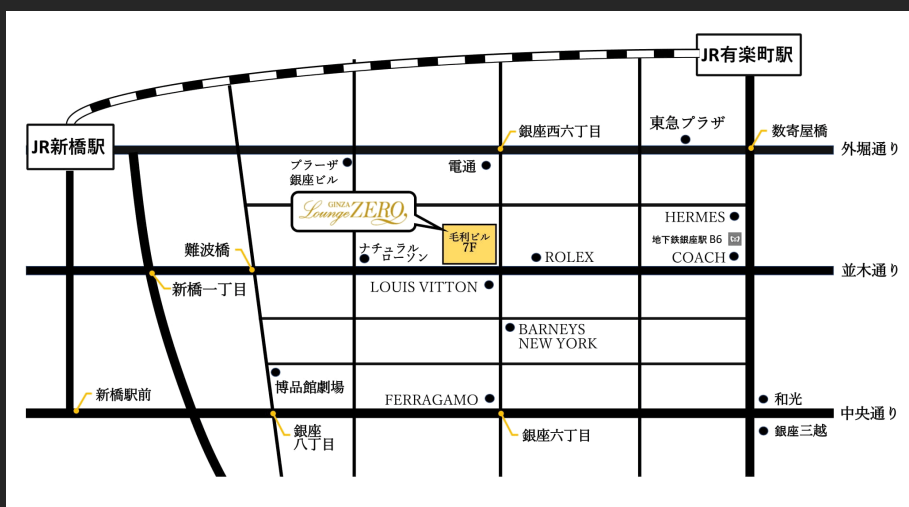 JR有楽町駅
JR新橋駅
銀座西六丁目
東急プラザ
数寄屋橋
外堀通り
ブラーザ
銀座ビル
電通
GINZA
Lounge ZERO,
毛利ビル
7F
HERMES
地下鉄銀座駅 B6
COACH
難波橋
ナチュラル
ローソン
ROLEX
並木通り
新橋一丁目
LOUIS VITTON
BARNEYS
NEW YORK
博品館劇場
新橋駅前
FERRAGAMO
和光
中央通り
銀座
八丁目
銀座六丁目
銀座三越